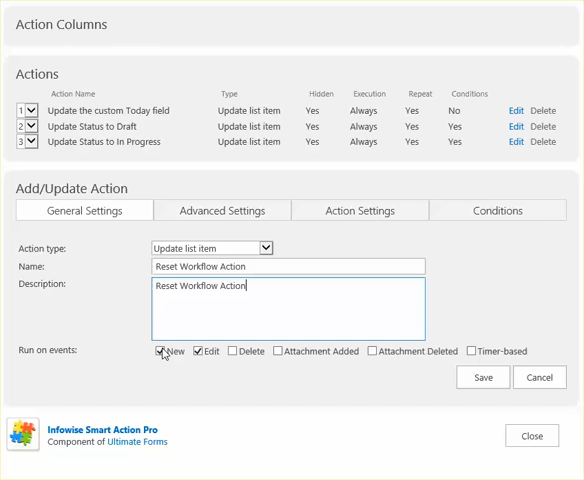 Action Columns
Actions
Action Name Type Hidden Execution Repeat Conditions
1 Update the custom Today field Update list item Yes Always Yes No Edit Delete
2 Update Status to Draft Update list item Yes Always Yes Yes Edit Delete
3 Update Status to In Progress Update list item Yes Always Yes Yes Edit Delete
Add/Update Action
General Settings Advanced Settings Action Settings Conditions
Action type: Update list item
Name: Reset Workflow Action
Description: Reset Workflow Action
Run on events: New Edit Delete Attachment Added Attachment Deleted Timer-based
Save Cancel
Infowise Smart Action Pro
Component of Ultimate Forms
Close